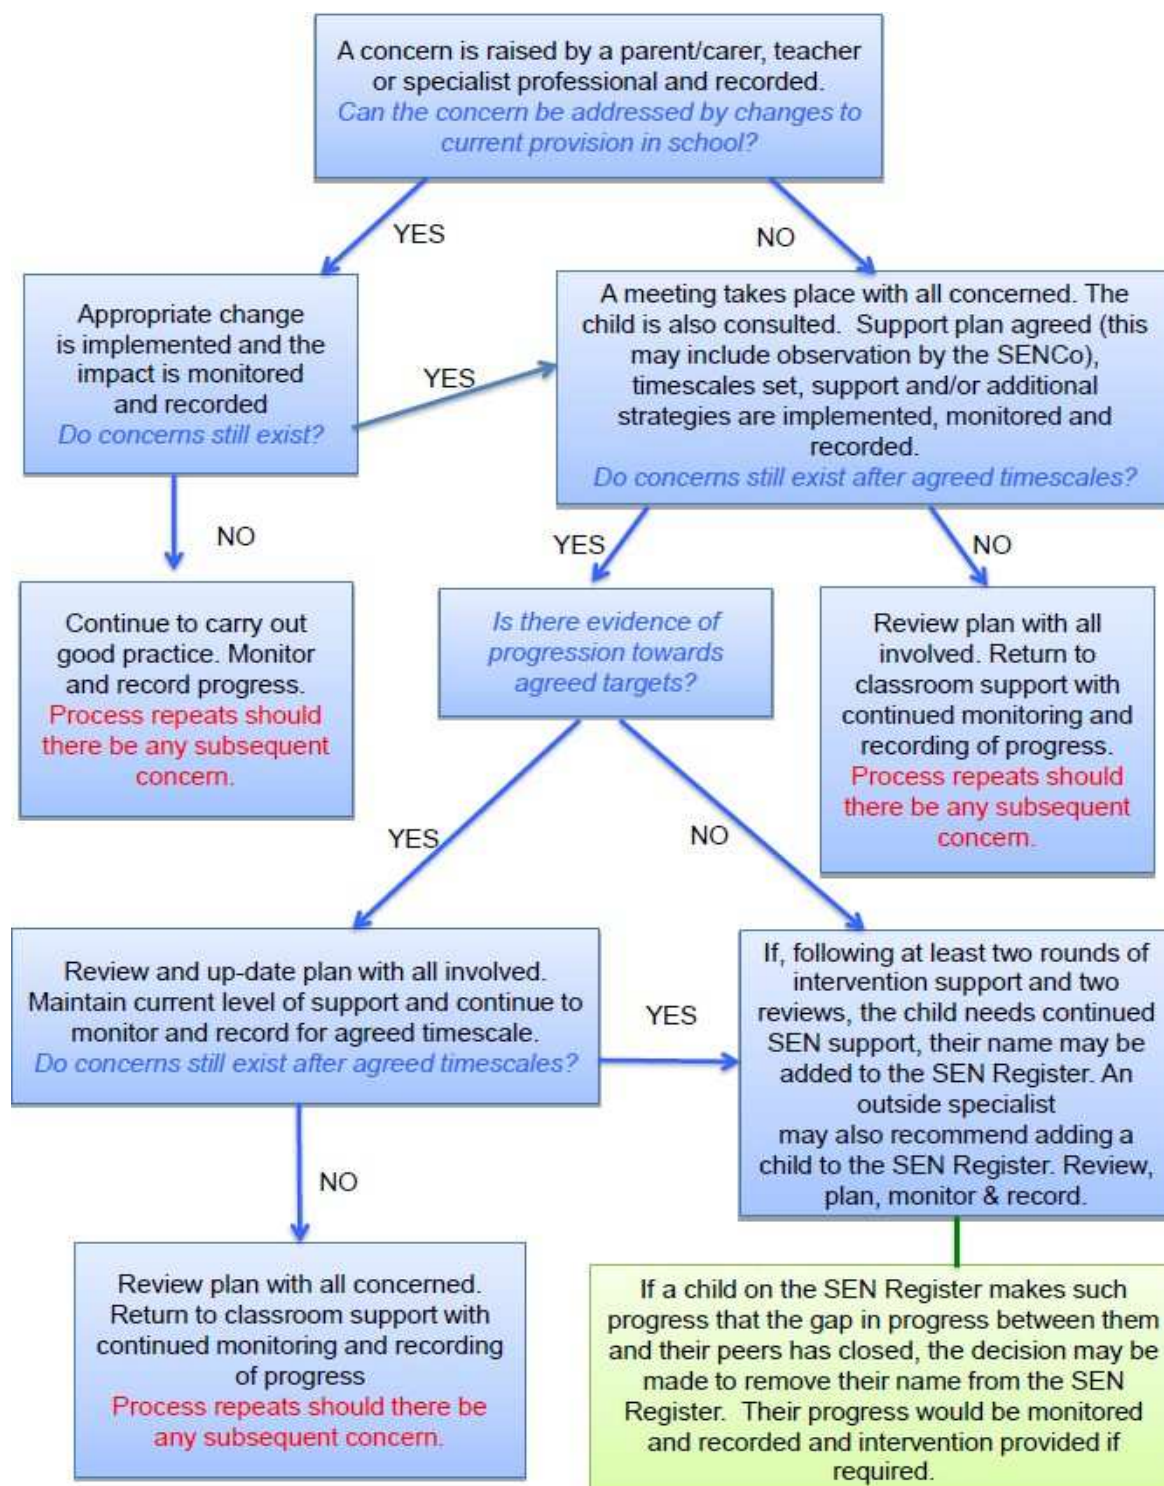 A concern is raised by a parent/carer, teacher
or specialist professional and recorded.
Can the concern be addressed by changes to
current provision in school?
YES
NO
Appropriate change
is implemented and the
impact is monitored
and recorded
Do concerns still exist?
YES
A meeting takes place with all concerned. The
child is also consulted. Support plan agreed (this
may include observation by the SENCo),
timescales set, support and/or additional
strategies are implemented, monitored and
recorded.
Do concerns still exist after agreed timescales?
NO
YES
NO
Continue to carry out
good practice. Monitor
and record progress.
Process repeats should
there be any subsequent
concern.
Is there evidence of
progression towards
agreed targets?
Review plan with all
involved. Return to
classroom support with
continued monitoring and
recording of progress.
Process repeats should
there be any subsequent
concern.
YES
NO
Review and up-date plan with all involved.
Maintain current level of support and continue to
monitor and record for agreed timescale.
Do concerns still exist after agreed timescales?
YES
If, following at least two rounds of
intervention support and two
reviews, the child needs continued
SEN support, their name may be
added to the SEN Register. An
outside specialist
may also recommend adding a
child to the SEN Register. Review,
plan, monitor & record.
NO
Review plan with all concerned.
Return to classroom support with
continued monitoring and recording
of progress
Process repeats should there be
any subsequent concern.
If a child on the SEN Register makes such
progress that the gap in progress between them
and their peers has closed, the decision may be
made to remove their name from the SEN
Register. Their progress would be monitored
and recorded and intervention provided if
required.